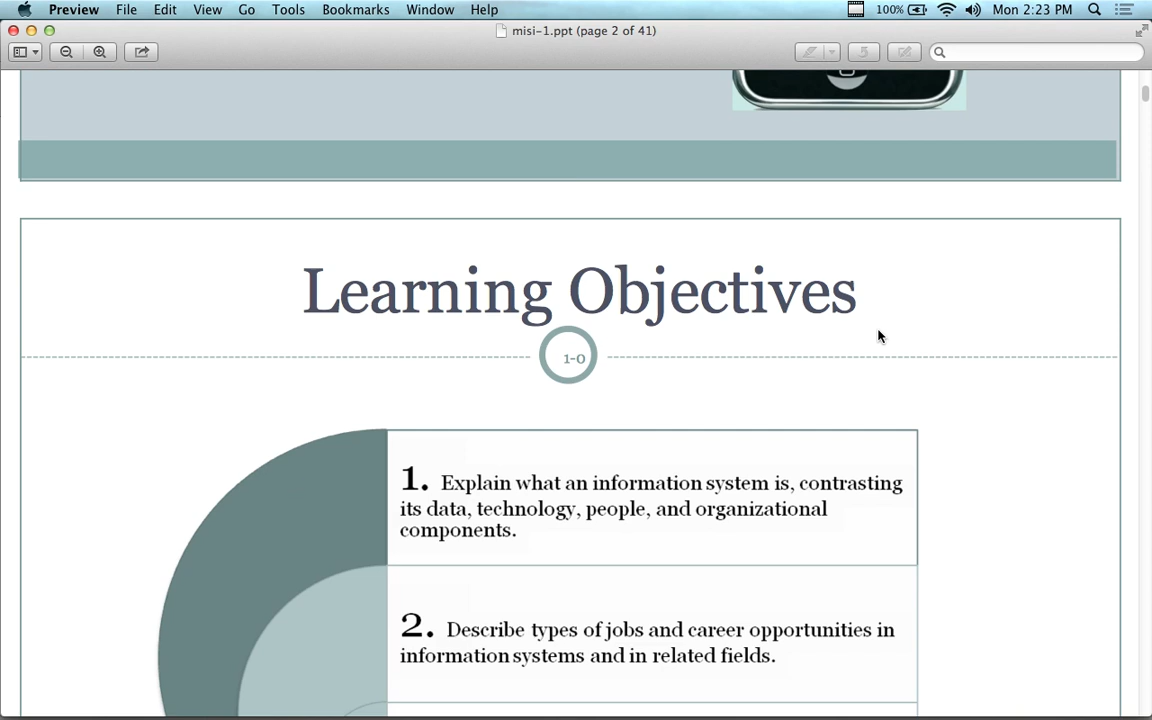 Preview File Edit View Go Tools Bookmarks Window Help 100% Mon 2:23 PM
misi-1.ppt (page 2 of 41)
Learning Objectives
1-0
1. Explain what an information system is, contrasting
its data, technology, people, and organizational
components.
2. Describe types of jobs and career opportunities in
information systems and in related fields.